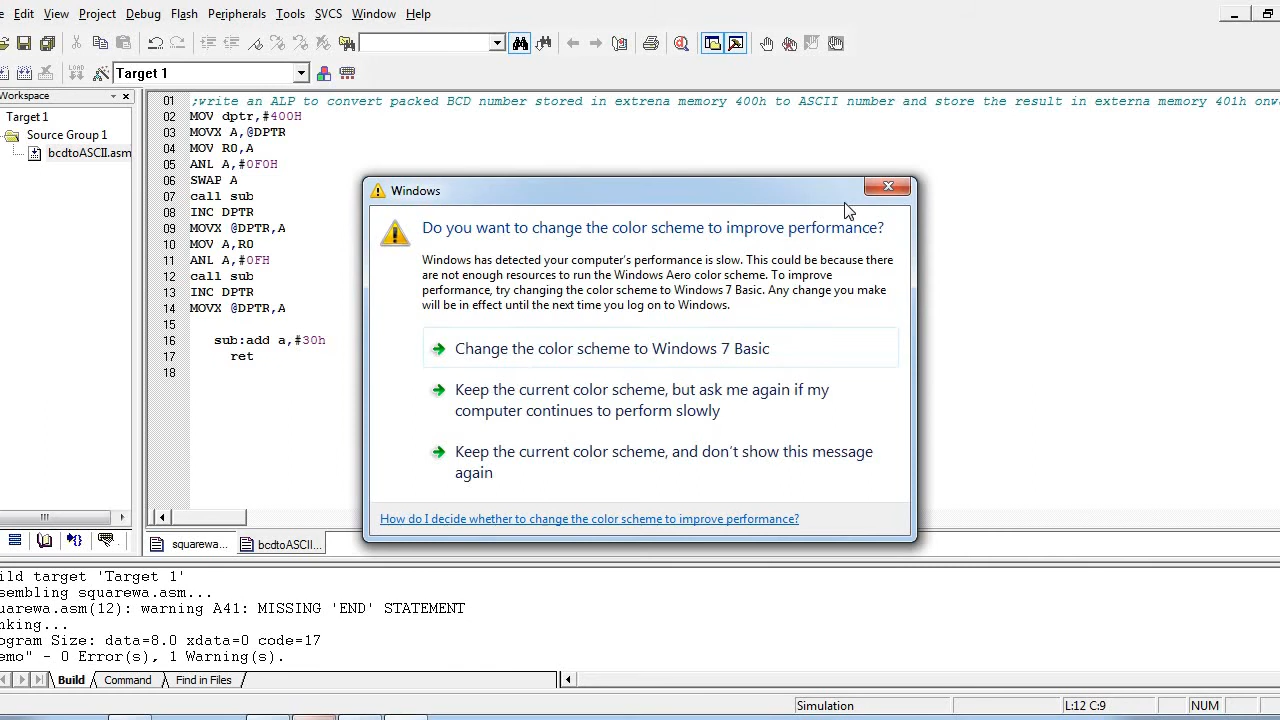 Edit View Project Debug Flash Peripherals Tools SVCS Window Help
Target 1
Workspace
Target 1
Source Group 1
bcdtoASCII.asm
01 ;write an ALP to convert packed BCD number stored in extrena memory 400h to ASCII number and store the result in externa memory 401h onw
02 MOV dptr,#400H
03 MOVX A,@DPTR
04 MOV R0,A
05 ANL A,#0F0H
06 SWAP A
07 call sub
08 INC DPTR
09 MOVX @DPTR,A
10 MOV A,R0
11 ANL A,#0FH
12 call sub
13 INC DPTR
14 MOVX @DPTR,A
15
16 sub:add a,#30h
17 ret
18
Windows
Do you want to change the color scheme to improve performance?
Windows has detected your computer's performance is slow. This could be because there
are not enough resources to run the Windows Aero color scheme. To improve
performance, try changing the color scheme to Windows 7 Basic. Any change you make
will be in effect until the next time you log on to Windows.
Change the color scheme to Windows 7 Basic
Keep the current color scheme, but ask me again if my
computer continues to perform slowly
Keep the current color scheme, and don't show this message
again
How do I decide whether to change the color scheme to improve performance?
squarewa... bcdtoASCII...
ild target 'Target 1'
sembling squarewa.asm...
uarewa.asm(12): warning A41: MISSING 'END' STATEMENT
nking...
ogram Size: data=8.0 xdata=0 code=17
emo" - 0 Error(s), 1 Warning(s).
Build Command Find in Files
Simulation L:12 C:9 NUM